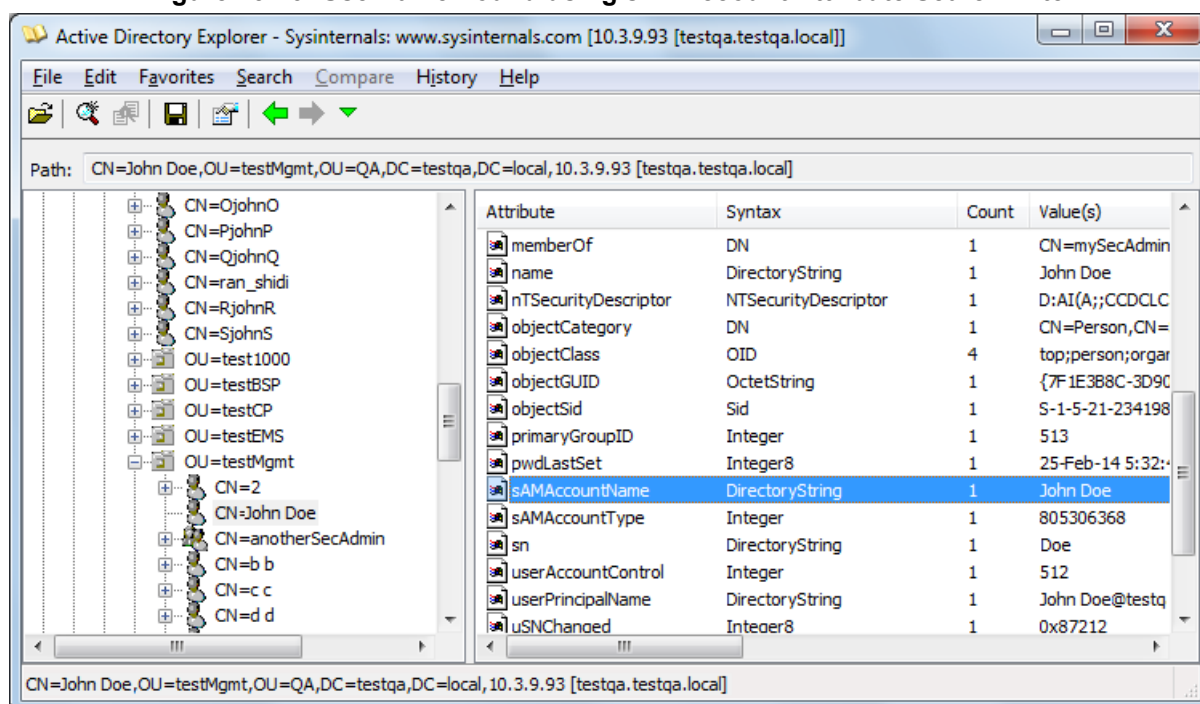 Active Directory Explorer - Sysinternals: www.sysinternals.com [10.3.9.93 [testqa.testqa.local]]
File Edit Favorites Search Compare History Help
Path: CN=John Doe,OU=testMgmt,OU=QA,DC=testqa,DC=local,10.3.9.93 [testqa.testqa.local]
CN=OjohnO
CN=PjohnP
CN=QjohnQ
CN=ran_shidi
CN=RjohnR
CN=SjohnS
OU=test1000
OU=testBSP
OU=testCP
OU=testEMS
OU=testMgmt
CN=2
CN=John Doe
CN=anotherSecAdmin
CN=b b
CN=c c
CN=d d
Attribute Syntax Count Value(s)
memberOf DN 1 CN=mySecAdmin
name DirectoryString 1 John Doe
nTSecurityDescriptor NTSecurityDescriptor 1 D:AI(A;;CCDCLC
objectCategory DN 1 CN=Person,CN=
objectClass OID 4 top;person;organ
objectGUID OctetString 1 {7F1E3B8C-3D90
objectSid Sid 1 S-1-5-21-234198
primaryGroupID Integer 1 513
pwdLastSet Integer8 1 25-Feb-14 5:32:4
sAMAccountName DirectoryString 1 John Doe
sAMAccountType Integer 1 805306368
sn DirectoryString 1 Doe
userAccountControl Integer 1 512
userPrincipalName DirectoryString 1 John Doe@testq
uSNChanged Integer8 1 0x87212
CN=John Doe,OU=testMgmt,OU=QA,DC=testqa,DC=local,10.3.9.93 [testqa.testqa.local]